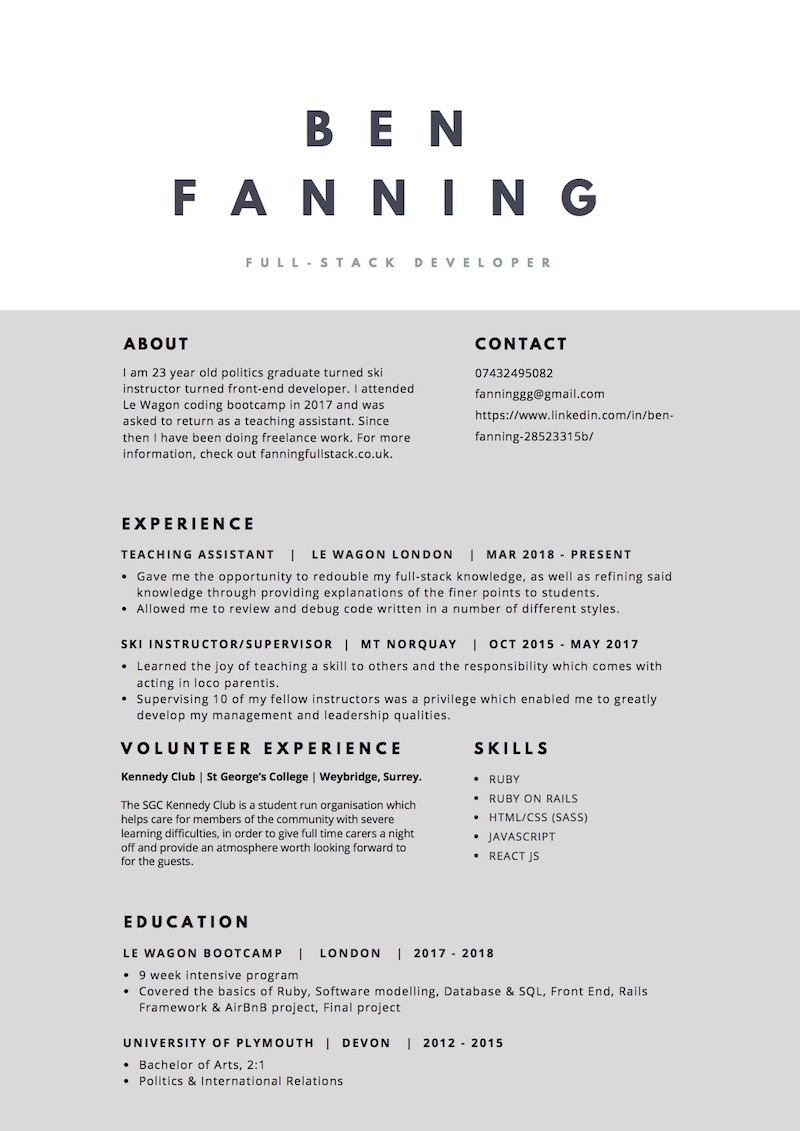 BEN
FANNING
FULL-STACK DEVELOPER
ABOUT
I am 23 year old politics graduate turned ski
instructor turned front-end developer. I attended
Le Wagon coding bootcamp in 2017 and was
asked to return as a teaching assistant. Since
then I have been doing freelance work. For more
information, check out fanningfullstack.co.uk.
CONTACT
07432495082
fanninggg@gmail.com
https://www.linkedin.com/in/ben-
fanning-28523315b/
EXPERIENCE
TEACHING ASSISTANT | LE WAGON LONDON | MAR 2018 - PRESENT
• Gave me the opportunity to redouble my full-stack knowledge, as well as refining said
knowledge through providing explanations of the finer points to students.
• Allowed me to review and debug code written in a number of different styles.
SKI INSTRUCTOR/SUPERVISOR | MT NORQUAY | OCT 2015 - MAY 2017
• Learned the joy of teaching a skill to others and the responsibility which comes with
acting in loco parentis.
• Supervising 10 of my fellow instructors was a privilege which enabled me to greatly
develop my management and leadership qualities.
VOLUNTEER EXPERIENCE
Kennedy Club | St George's College | Weybridge, Surrey.
The SGC Kennedy Club is a student run organisation which
helps care for members of the community with severe
learning difficulties, in order to give full time carers a night
off and provide an atmosphere worth looking forward to
for the guests.
SKILLS
• RUBY
• RUBY ON RAILS
• HTML/CSS (SASS)
• JAVASCRIPT
• REACT JS
EDUCATION
LE WAGON BOOTCAMP | LONDON | 2017 - 2018
• 9 week intensive program
• Covered the basics of Ruby, Software modelling, Database & SQL, Front End, Rails
Framework & AirBnB project, Final project
UNIVERSITY OF PLYMOUTH | DEVON | 2012 - 2015
• Bachelor of Arts, 2:1
• Politics & International Relations